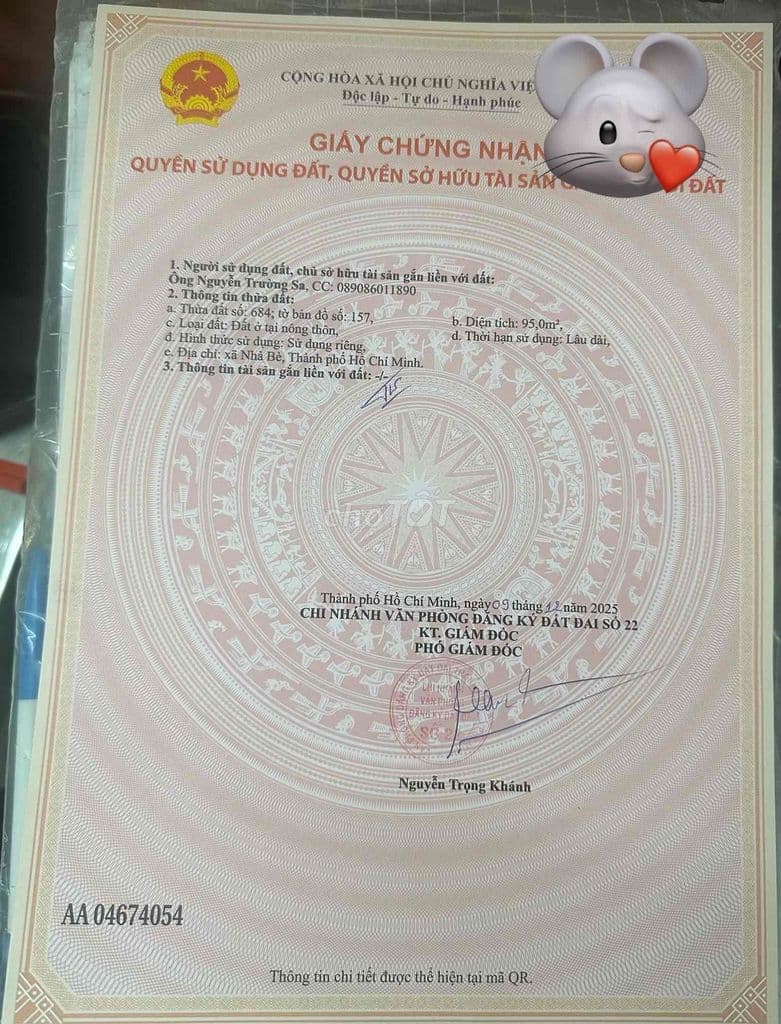 CỘNG HÒA XÃ HỘI CHỦ NGHĨA
Độc lập - Tự do - Hạnh phúc
GIẤY CHỨNG NHẬN
QUYỀN SỬ DỤNG ĐẤT, QUYỀN SỞ HỮU TÀI SẢN ĐẤT
1. Người sử dụng đất, chủ sở hữu tài sản gắn liền với đất:
Ông Nguyễn Trường Sa, CC: 089086011890
2. Thông tin thửa đất:
a. Thửa đất số: 684; tờ bản đồ số: 157, b. Diện tích: 95,0m²,
c. Loại đất: Đất ở tại nông thôn, d. Thời hạn sử dụng: Lâu dài,
đ. Hình thức sử dụng: Sử dụng riêng,
e. Địa chỉ: xã Nhà Bè, Thành phố Hồ Chí Minh.
3. Thông tin tài sản gắn liền với đất: -/-
choTỐT
Thành phố Hồ Chí Minh, ngày 09 tháng 12 năm 2025
CHI NHÁNH VĂN PHÒNG ĐĂNG KÝ ĐẤT ĐAI SỐ 22
KT. GIÁM ĐỐC
PHÓ GIÁM ĐỐC
Nguyễn Trọng Khánh
AA 04674054
Thông tin chi tiết được thể hiện tại mã QR.